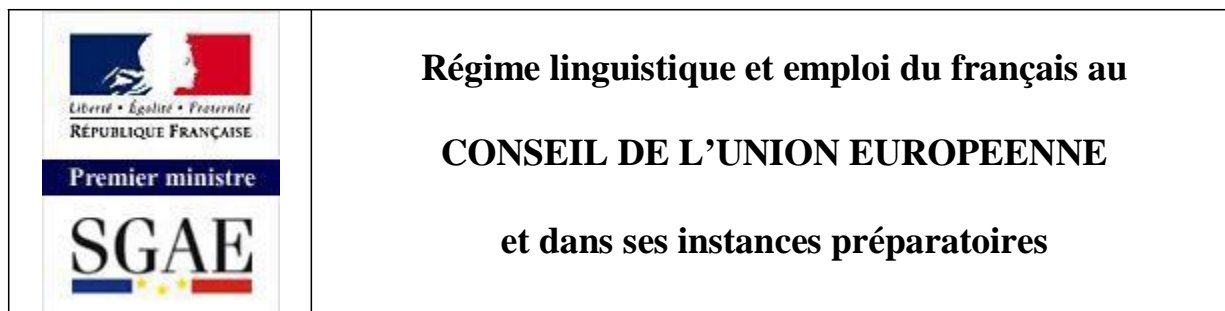 Liberté • Égalité • Fraternité
RÉPUBLIQUE FRANÇAISE
Premier ministre
SGAE
Régime linguistique et emploi du français au
CONSEIL DE L’UNION EUROPEENNE
et dans ses instances préparatoires